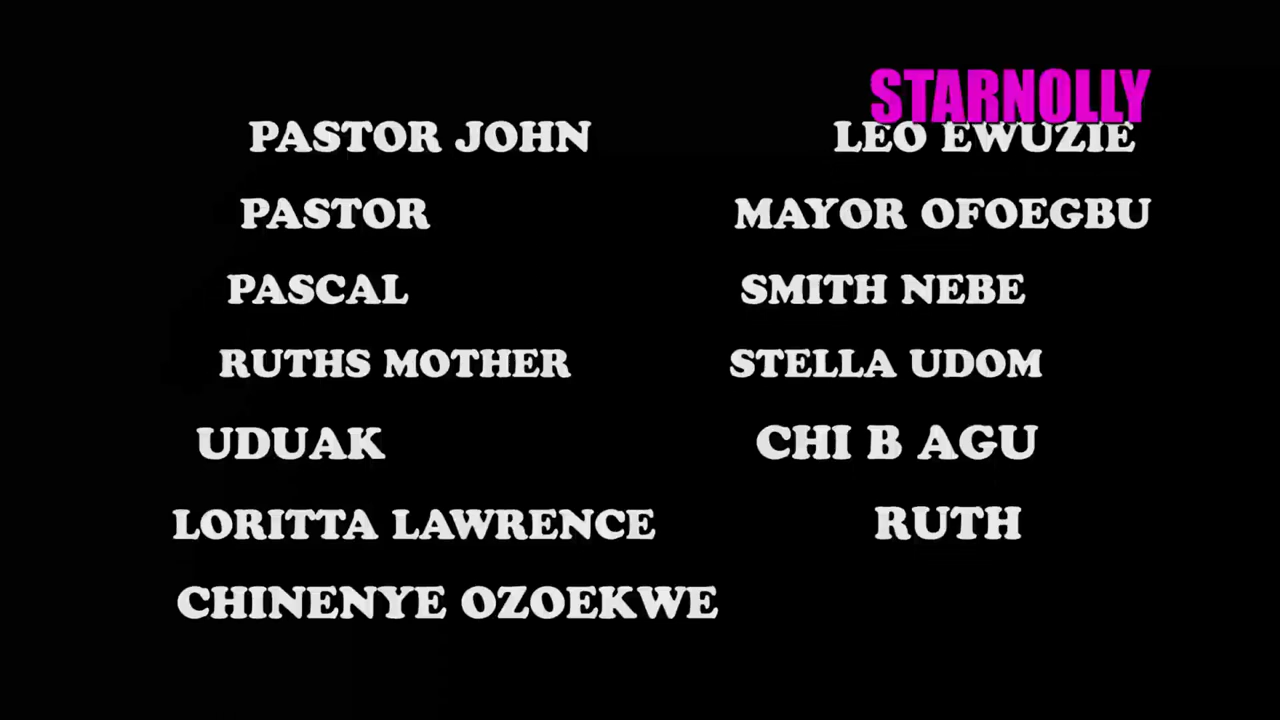 STARNOLLY
PASTOR JOHN LEO EWUZIE
PASTOR MAYOR OFOEGBU
PASCAL SMITH NEBE
RUTHS MOTHER STELLA UDOM
UDUAK CHI B AGU
LORITTA LAWRENCE RUTH
CHINENYE OZOEKWE